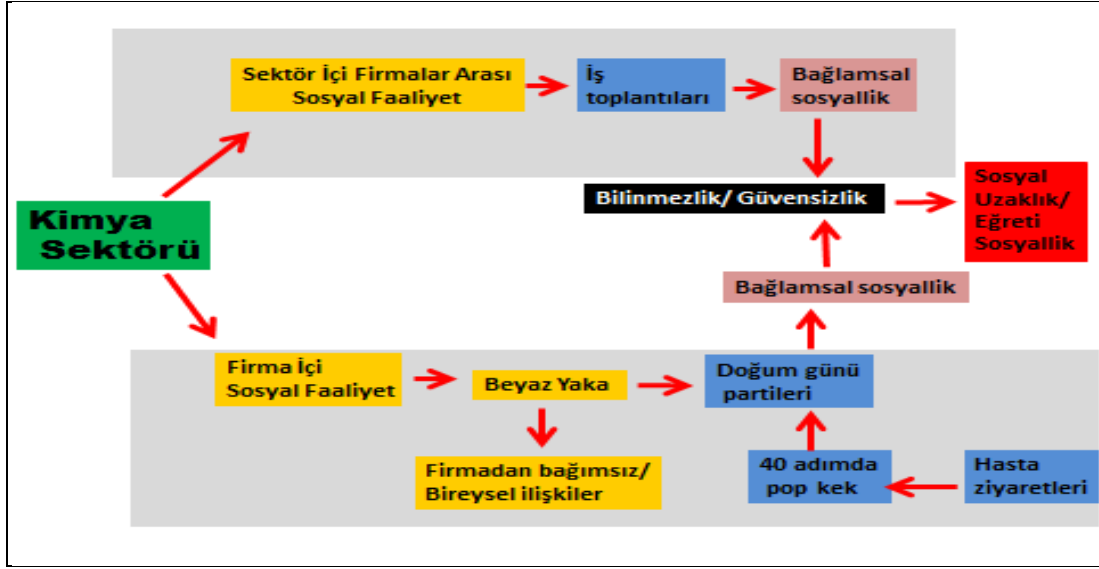 Sektör İçi Firmalar Arası
Sosyal Faaliyet
İş
toplantıları
Bağlamsal
sosyallik
Bilinmezlik/ Güvensizlik
Sosyal
Uzaklık/
Eğreti
Sosyallik
Kimya
Sektörü
Bağlamsal sosyallik
Firma İçi
Sosyal Faaliyet
Beyaz Yaka
Doğum günü
partileri
Firmadan bağımsız/
Bireysel ilişkiler
40 adımda
pop kek
Hasta
ziyaretleri